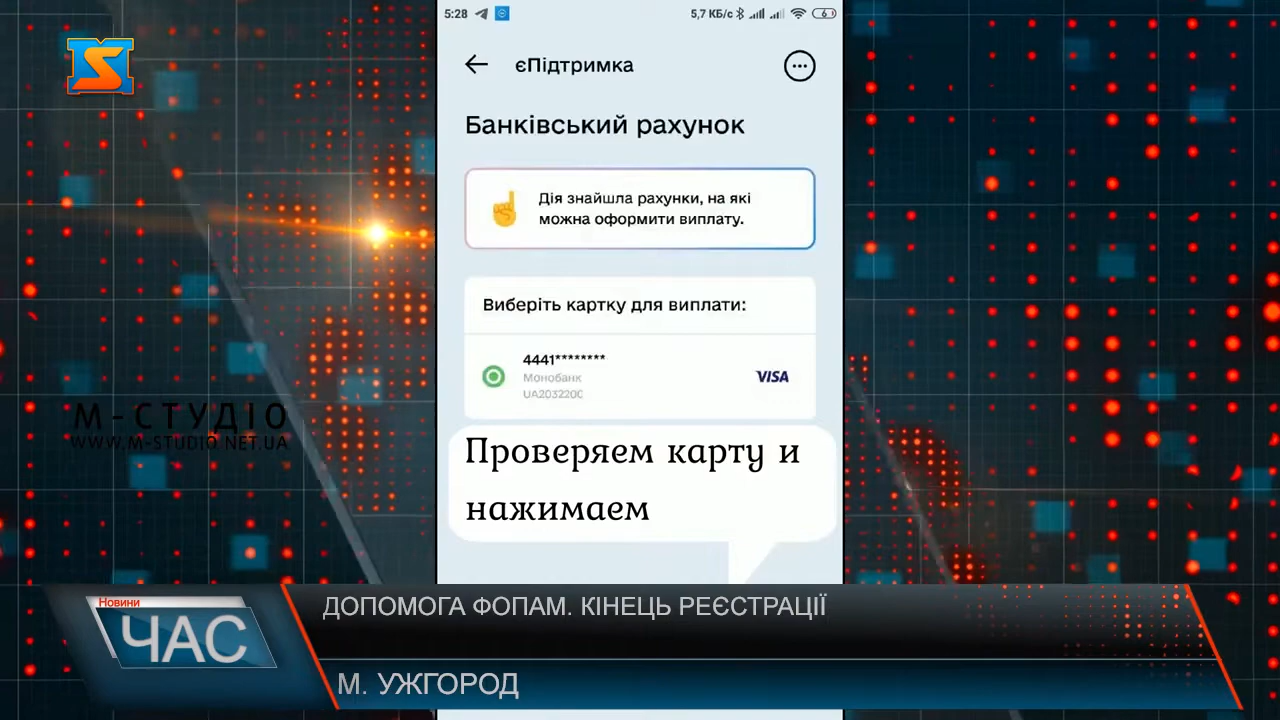 5:28
5,7 КБ/с
6
єПідтримка
Банківський рахунок
Дія знайшла рахунки, на які
можна оформити виплату.
Виберіть картку для виплати:
4441********
Монобанк
UA2032200
VISA
М-СТУДІО
WWW.M-STUDIO.NET.UA
Проверяем карту и
нажимаем
Новини
ЧАС
ДОПОМОГА ФОПАМ. КІНЕЦЬ РЕЄСТРАЦІЇ
М. УЖГОРОД